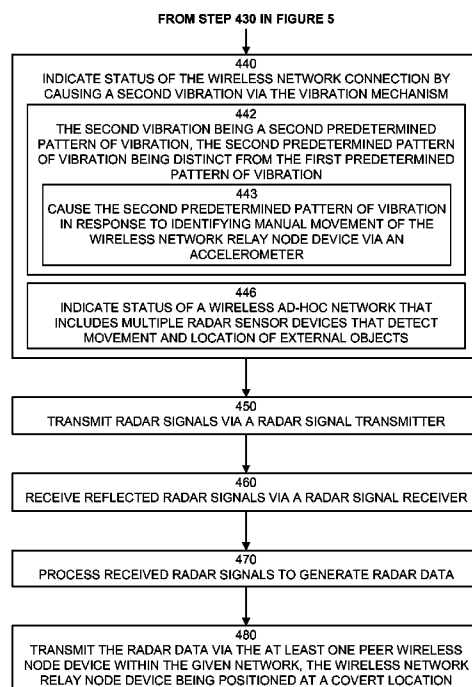 FROM STEP 430 IN FIGURE 5
440
INDICATE STATUS OF THE WIRELESS NETWORK CONNECTION BY
CAUSING A SECOND VIBRATION VIA THE VIBRATION MECHANISM
442
THE SECOND VIBRATION BEING A SECOND PREDETERMINED
PATTERN OF VIBRATION, THE SECOND PREDETERMINED PATTERN
OF VIBRATION BEING DISTINCT FROM THE FIRST PREDETERMINED
PATTERN OF VIBRATION
443
CAUSE THE SECOND PREDETERMINED PATTERN OF VIBRATION
IN RESPONSE TO IDENTIFYING MANUAL MOVEMENT OF THE
WIRELESS NETWORK RELAY NODE DEVICE VIA AN
ACCELEROMETER
446
INDICATE STATUS OF A WIRELESS AD-HOC NETWORK THAT
INCLUDES MULTIPLE RADAR SENSOR DEVICES THAT DETECT
MOVEMENT AND LOCATION OF EXTERNAL OBJECTS
450
TRANSMIT RADAR SIGNALS VIA A RADAR SIGNAL TRANSMITTER
460
RECEIVE REFLECTED RADAR SIGNALS VIA A RADAR SIGNAL RECEIVER
470
PROCESS RECEIVED RADAR SIGNALS TO GENERATE RADAR DATA
480
TRANSMIT THE RADAR DATA VIA THE AT LEAST ONE PEER WIRELESS
NODE DEVICE WITHIN THE GIVEN NETWORK, THE WIRELESS NETWORK
RELAY NODE DEVICE BEING POSITIONED AT A COVERT LOCATION